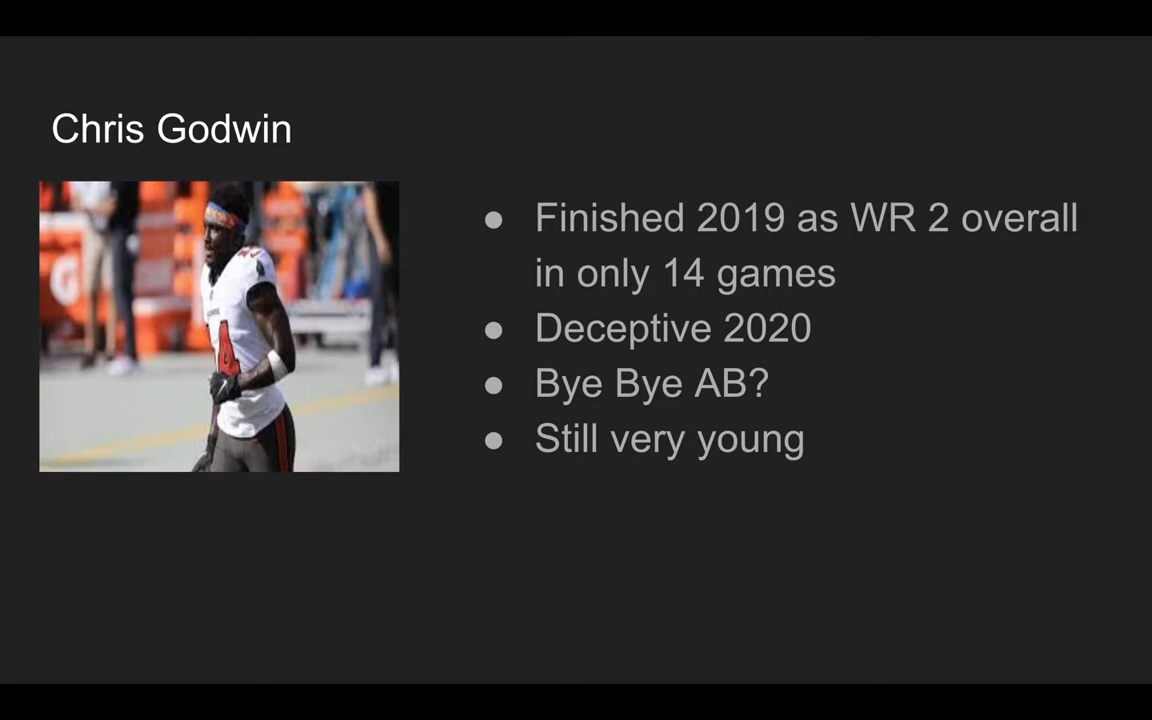 Chris Godwin
● Finished 2019 as WR 2 overall
in only 14 games
● Deceptive 2020
● Bye Bye AB?
● Still very young
G
14